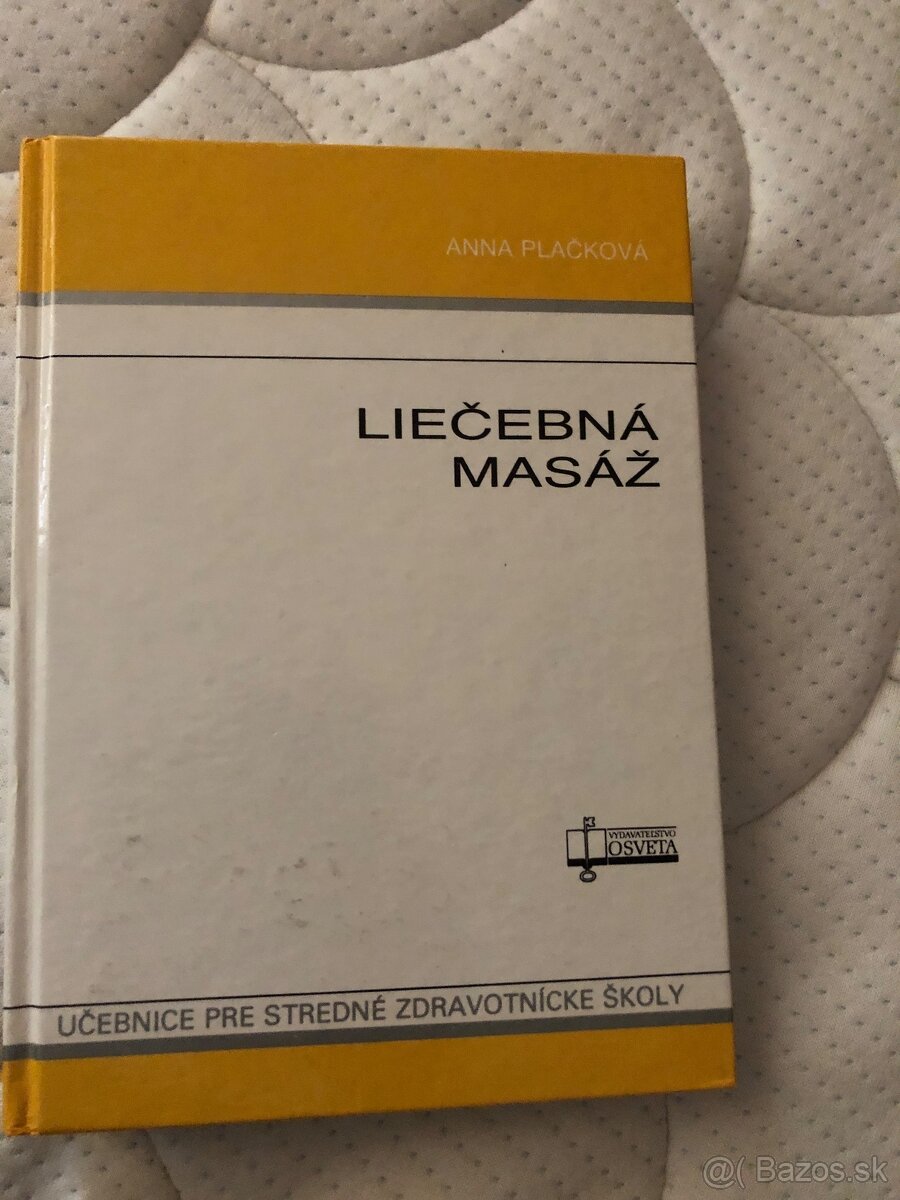 ANNA PLAČKOVÁ
LIEČEBNÁ
MASÁŽ
VYDAVATEĽSTVO
OSVETA
UČEBNICE PRE STREDNÉ ZDRAVOTNÍCKE ŠKOLY
@( Bazos.sk